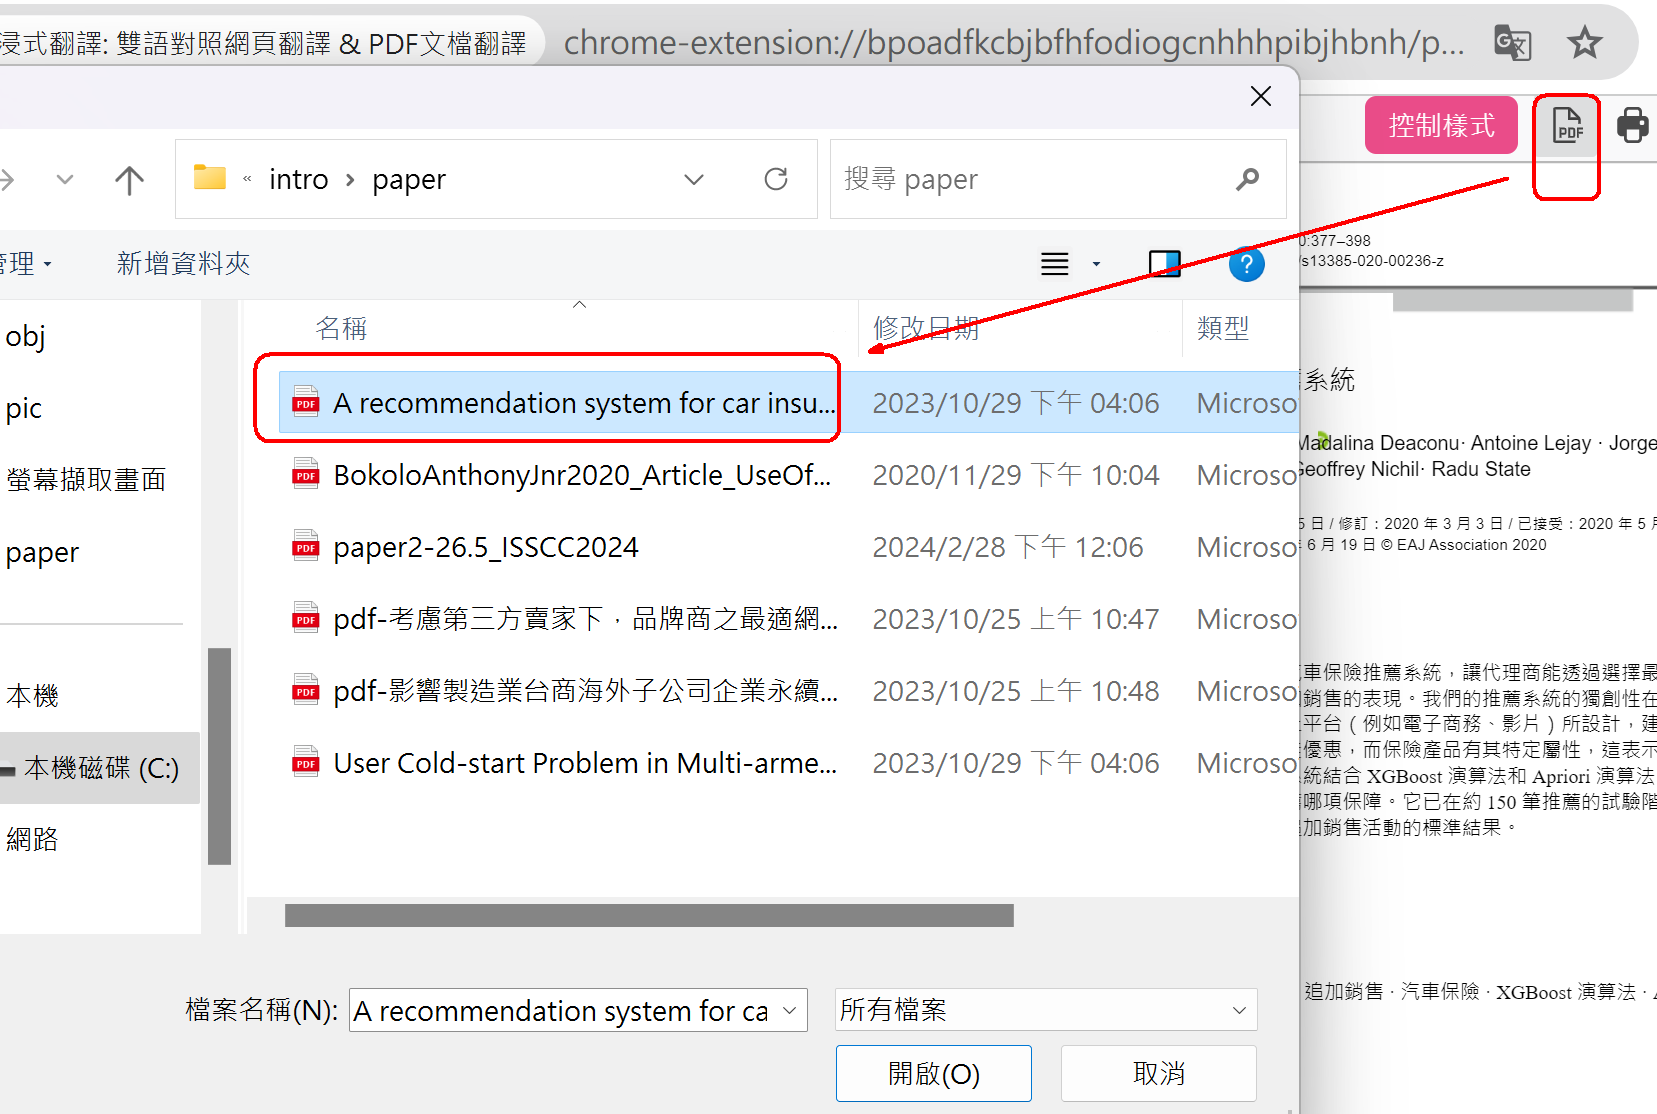 浸式翻譯: 雙語對照網頁翻譯 & PDF文檔翻譯
chrome-extension://bpoadfkcbjbfhfodiogcnhhhpibjhbnh/p...
控制樣式
PDF
« intro › paper
搜尋 paper
管理
新增資料夾
?
obj
pic
螢幕擷取畫面
paper
本機
本機磁碟 (C:)
網路
名稱
修改日期
類型
PDF A recommendation system for car insu... 2023/10/29 下午 04:06 Microso
PDF BokoloAnthonyJnr2020_Article_UseOf... 2020/11/29 下午 10:04 Microso
PDF paper2-26.5_ISSCC2024 2024/2/28 下午 12:06 Microso
PDF pdf-考慮第三方賣家下，品牌商之最適網... 2023/10/25 上午 10:47 Microso
PDF pdf-影響製造業台商海外子公司企業永續... 2023/10/25 上午 10:48 Microso
PDF User Cold-start Problem in Multi-arme... 2023/10/29 下午 04:06 Microso
檔案名稱(N): A recommendation system for ca
所有檔案
開啟(O)
取消
0:377–398
/s13385-020-00236-z
系統
Madalina Deaconu· Antoine Lejay · Jorge
Geoffrey Nichil· Radu State
5 日 / 修訂：2020 年 3 月 3 日 / 已接受：2020 年 5 月
6 月 19 日 © EAJ Association 2020
車保險推薦系統，讓代理商能透過選擇最
銷售的表現。我們的推薦系統的獨創性在
平台（例如電子商務、影片）所設計，建
優惠，而保險產品有其特定屬性，這表示
統結合 XGBoost 演算法和 Apriori 演算法
哪項保障。它已在約 150 筆推薦的試驗階
加銷售活動的標準結果。
追加銷售 · 汽車保險 · XGBoost 演算法 ·